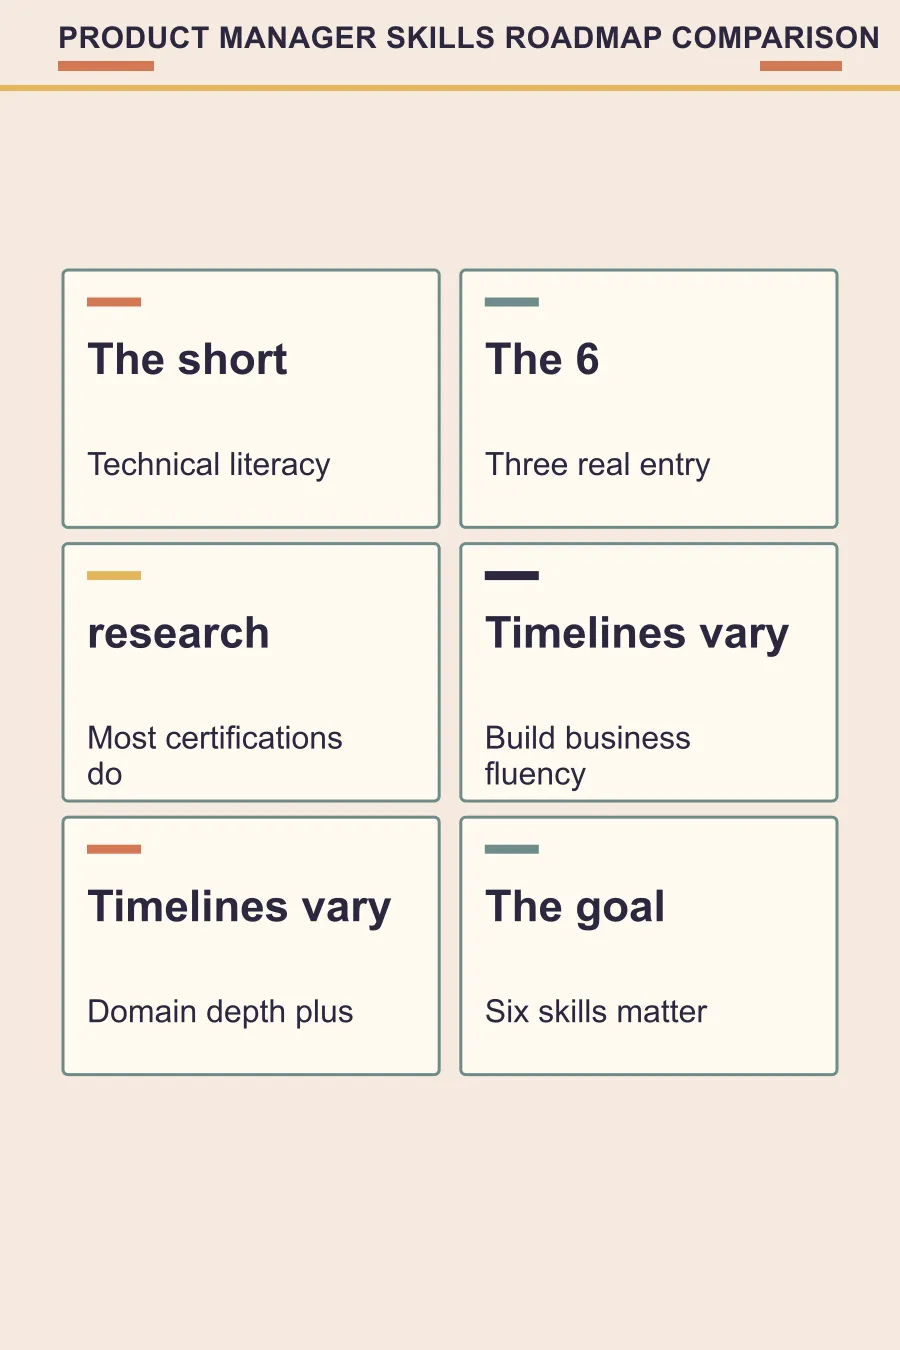 PRODUCT MANAGER SKILLS ROADMAP COMPARISON
The short
Technical literacy
The 6
Three real entry
research
Most certifications
do
Timelines vary
Build business
fluency
Timelines vary
Domain depth plus
The goal
Six skills matter